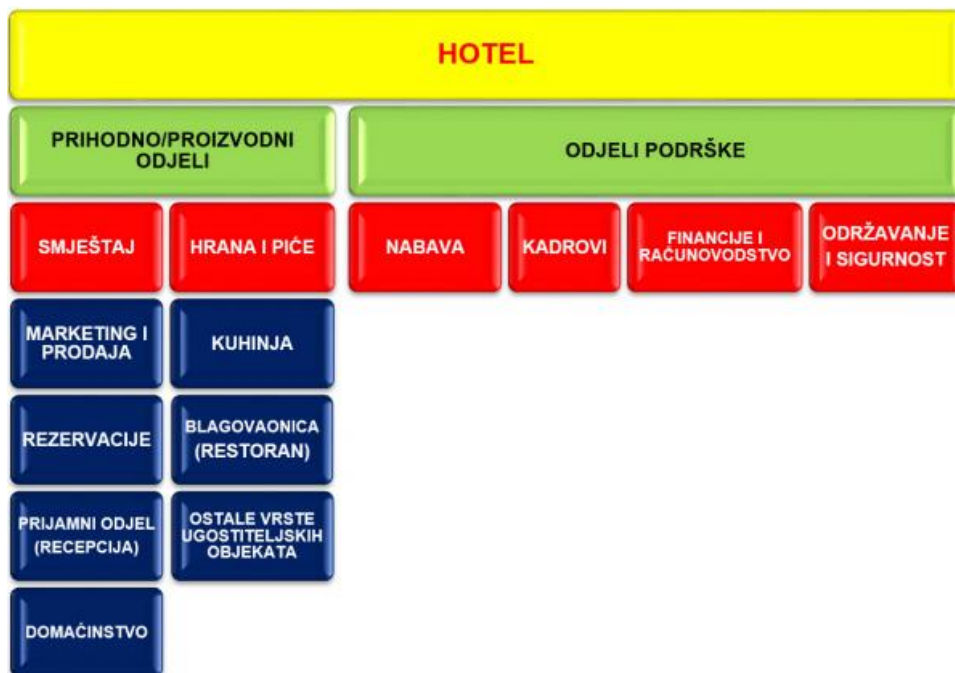 HOTEL
PRIHODNO/PROIZVODNI
ODJELI
ODJELI PODRŠKE
SMJEŠTAJ
HRANA I PIĆE
NABAVA
KADROVI
FINANCIJE I
RAČUNOVODSTVO
ODRŽAVANJE
I SIGURNOST
MARKETING I
PRODAJA
KUHINJA
REZERVACIJE
BLAGOVAONICA
(RESTORAN)
PRIJAMNI ODJEL
(RECEPCIJA)
OSTALE VRSTE
UGOSTITELJSKIH
OBJEKATA
DOMAĆINSTVO